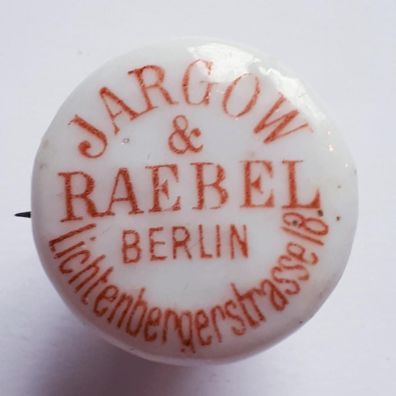 JARGOW
&
RAEBEL
BERLIN
Lichtenbergerstrasse 18.